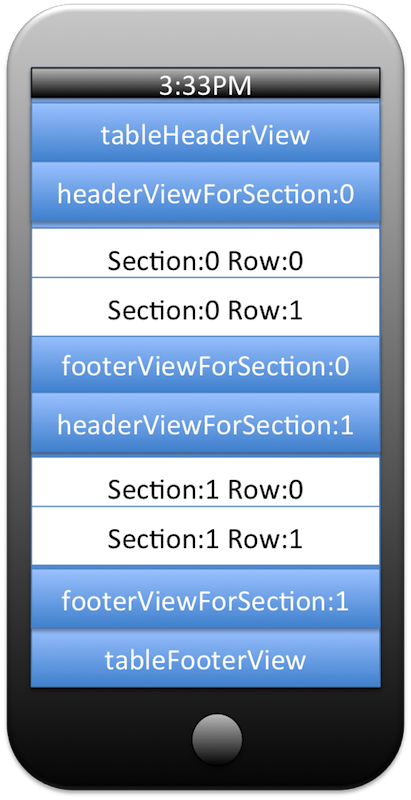 3:33PM
tableHeaderView
headerViewForSection:0
Section:0 Row:0
Section:0 Row:1
footerViewForSection:0
headerViewForSection:1
Section:1 Row:0
Section:1 Row:1
footerViewForSection:1
tableFooterView